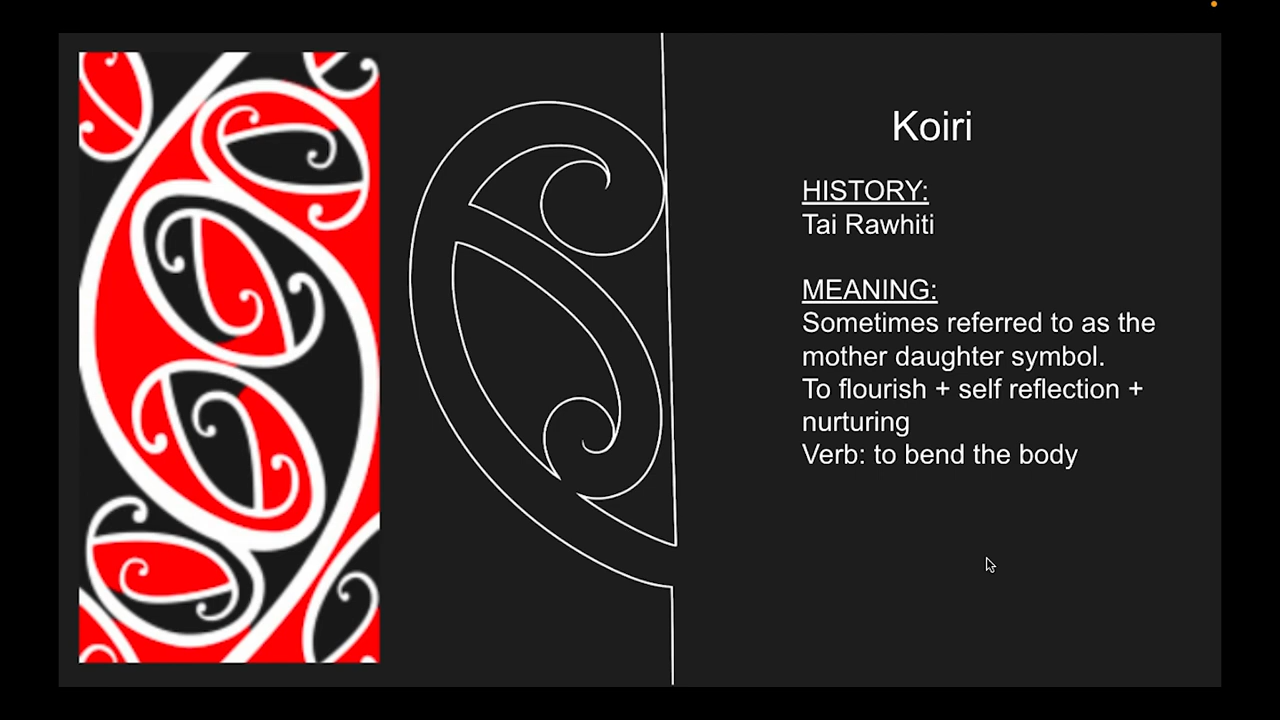 Koiri
HISTORY:
Tai Rawhiti
MEANING:
Sometimes referred to as the
mother daughter symbol.
To flourish + self reflection +
nurturing
Verb: to bend the body